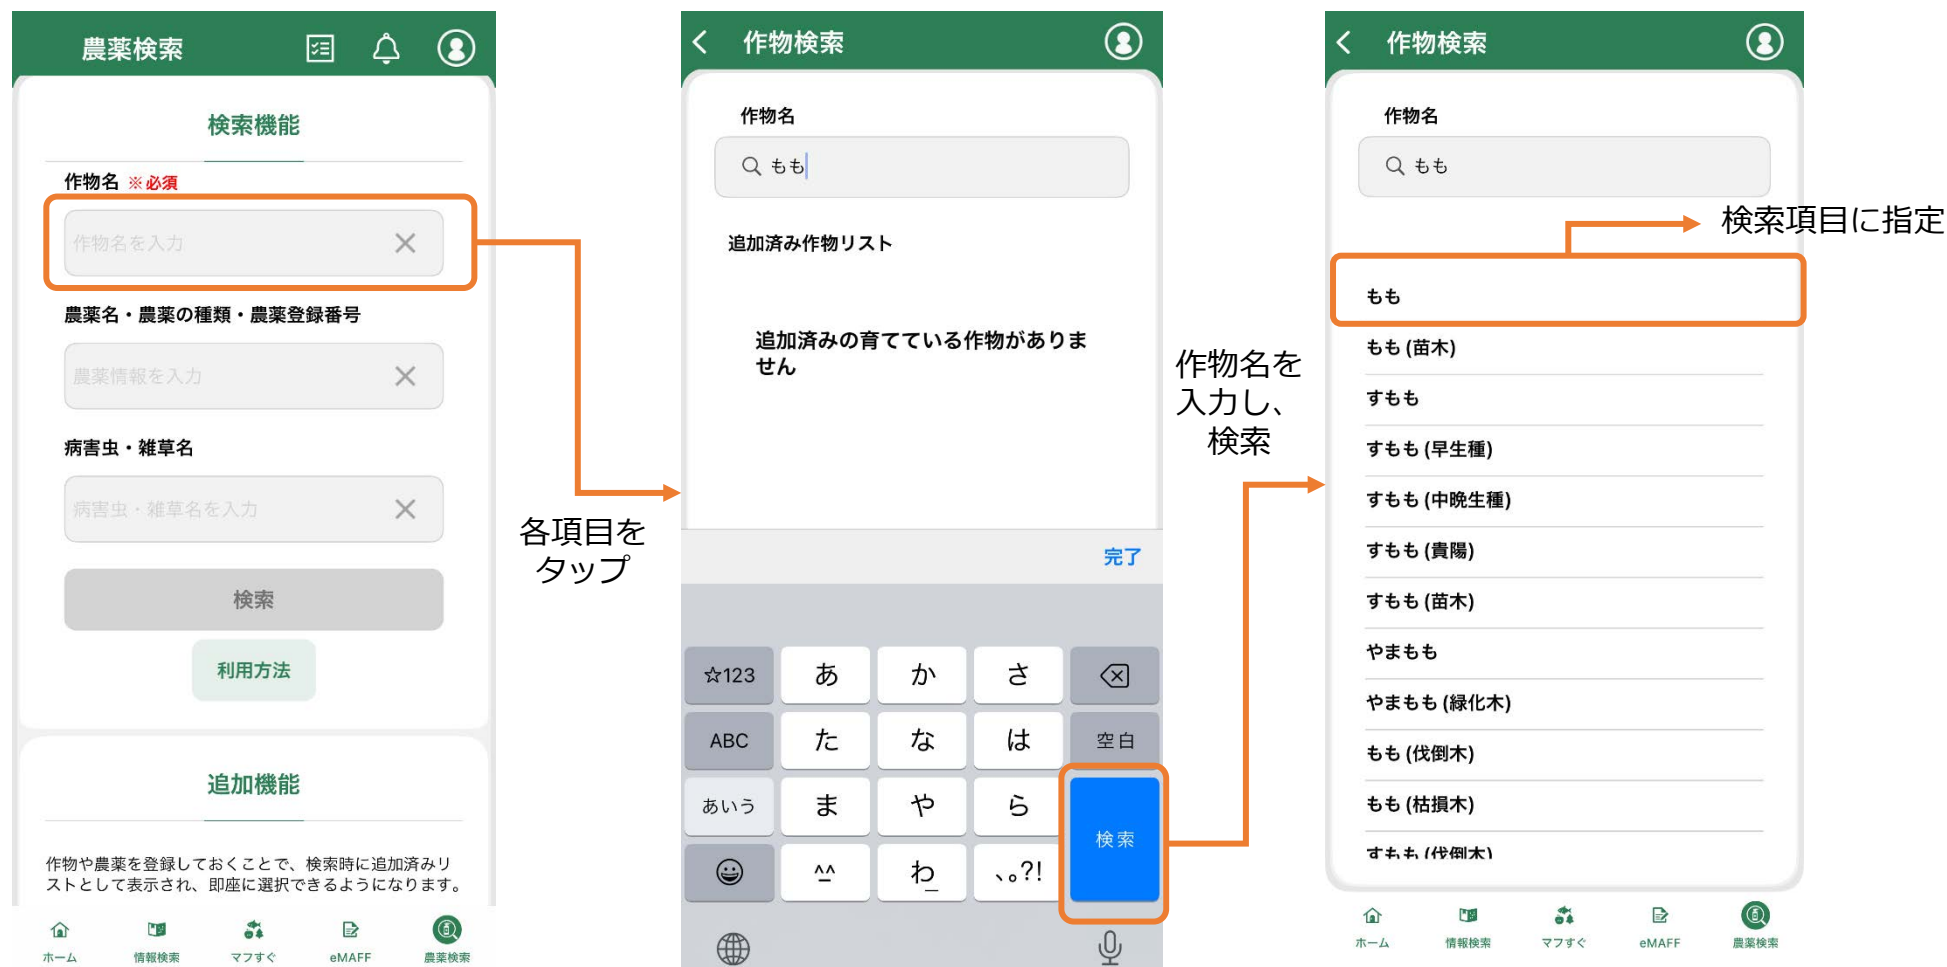 農薬検索
検索機能
作物名 ※必須
作物名を入力
農薬名・農薬の種類・農薬登録番号
農薬情報を入力
病害虫・雑草名
病害虫・雑草名を入力
検索
利用方法
追加機能
作物や農薬を登録しておくことで、検索時に追加済みリ
ストとして表示され、即座に選択できるようになります。
ホーム
情報検索
マフすぐ
eMAFF
農薬検索
各項目を
タップ
作物検索
作物名
もも
追加済み作物リスト
追加済みの育てている作物がありま
せん
完了
☆123
あ
か
さ
ABC
た
な
は
空白
あいう
ま
や
ら
検索
^^
わ
、。?!
作物名を
入力し、
検索
作物検索
作物名
もも
検索項目に指定
もも
もも (苗木)
すもも
すもも (早生種)
すもも (中晩生種)
すもも (貴陽)
すもも (苗木)
やまもも
やまもも (緑化木)
もも (伐倒木)
もも (枯損木)
すもも (伐倒木)
ホーム
情報検索
マフすぐ
eMAFF
農薬検索